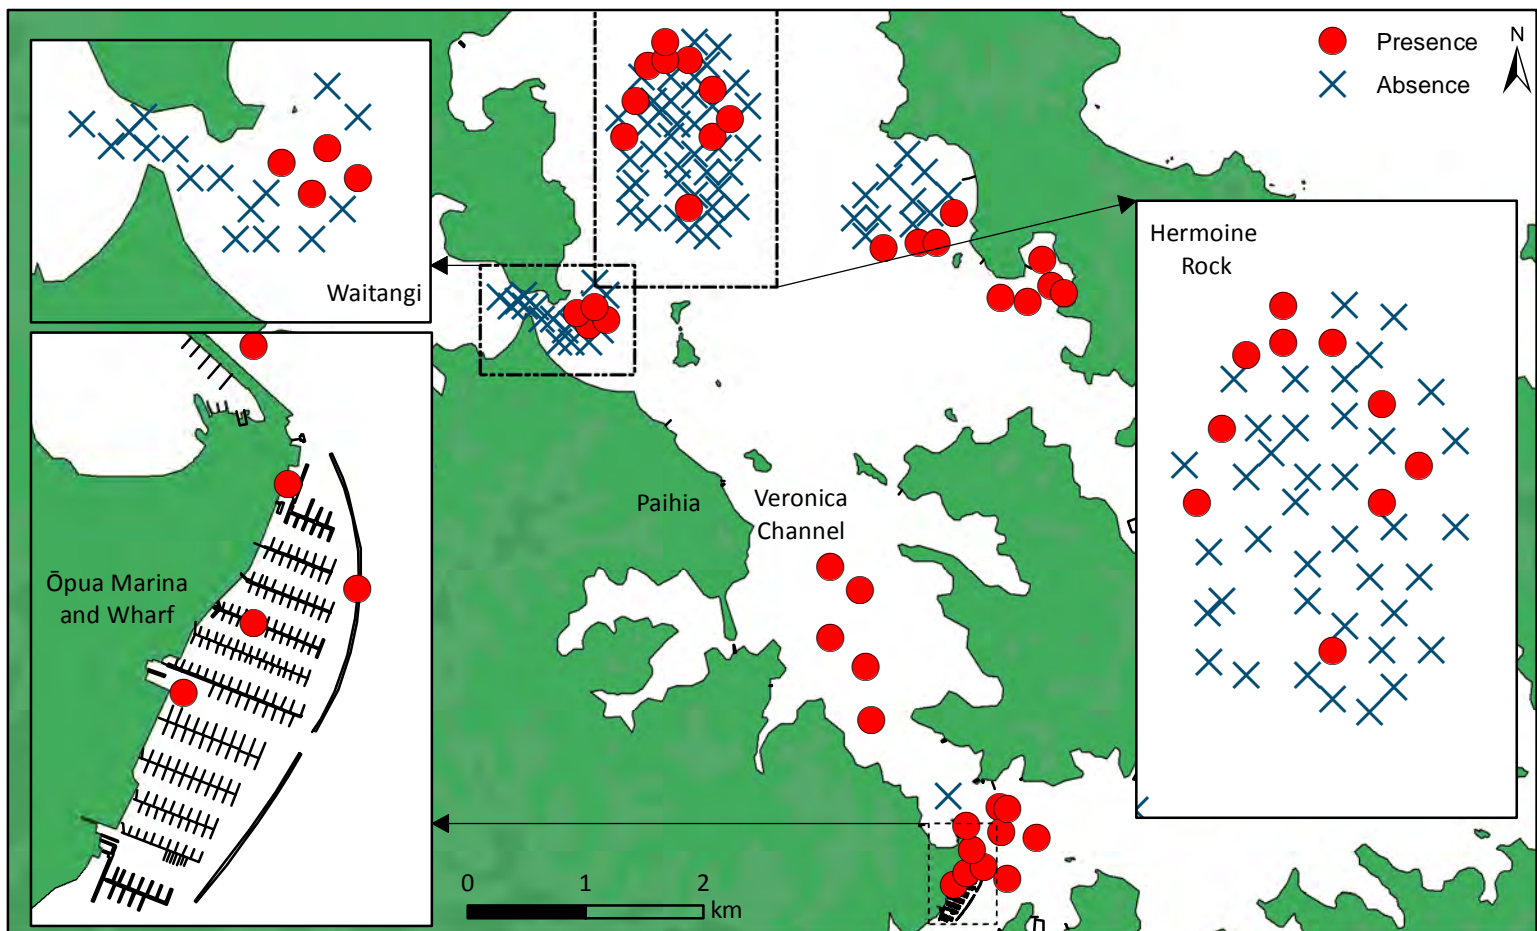 Presence
Absence
N
Waitangi
Hermoine
Rock
Paihia
Veronica
Channel
Ōpua Marina
and Wharf
0 1 2
km